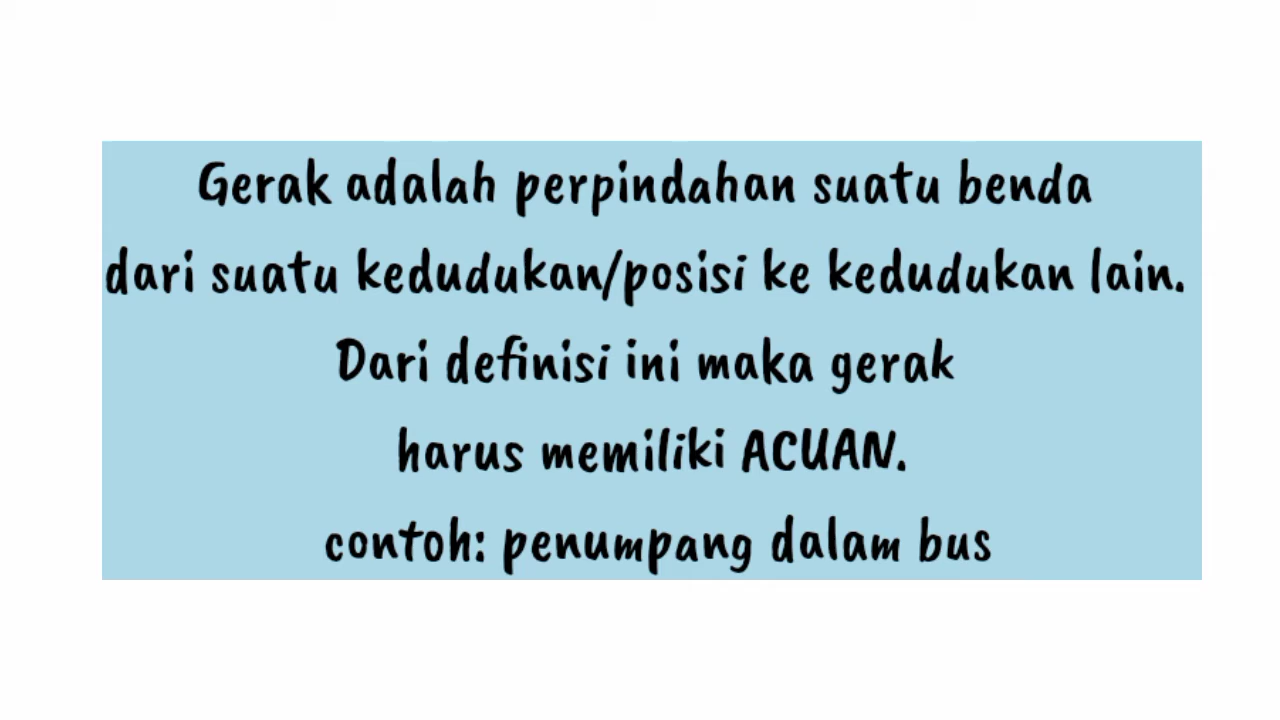 Gerak adalah perpindahan suatu benda
dari suatu kedudukan/posisi ke kedudukan lain.
Dari definisi ini maka gerak
harus memiliki ACUAN.
contoh: penumpang dalam bus